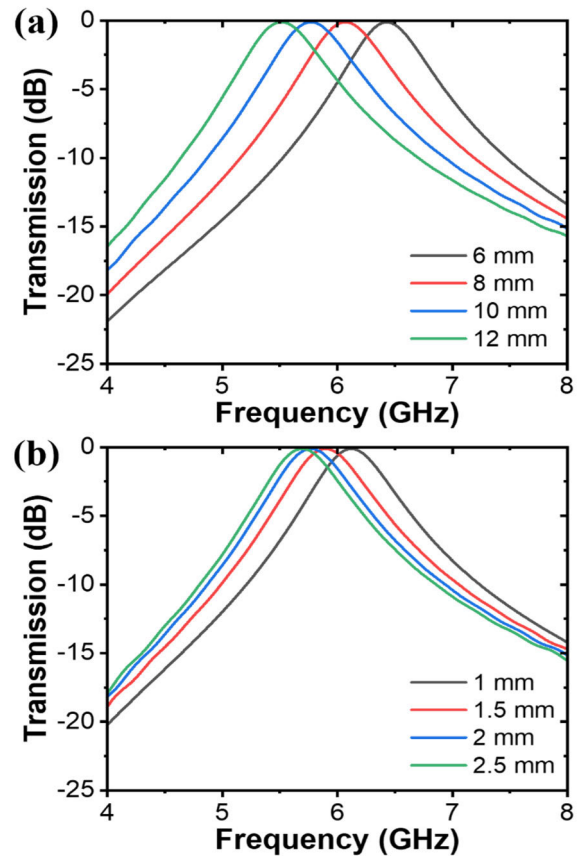 (a)
Transmission (dB)
0
-5
-10
-15
-20
-25
6 mm
8 mm
10 mm
12 mm
4 5 6 7 8
Frequency (GHz)
(b)
Transmission (dB)
0
-5
-10
-15
-20
-25
1 mm
1.5 mm
2 mm
2.5 mm
4 5 6 7 8
Frequency (GHz)